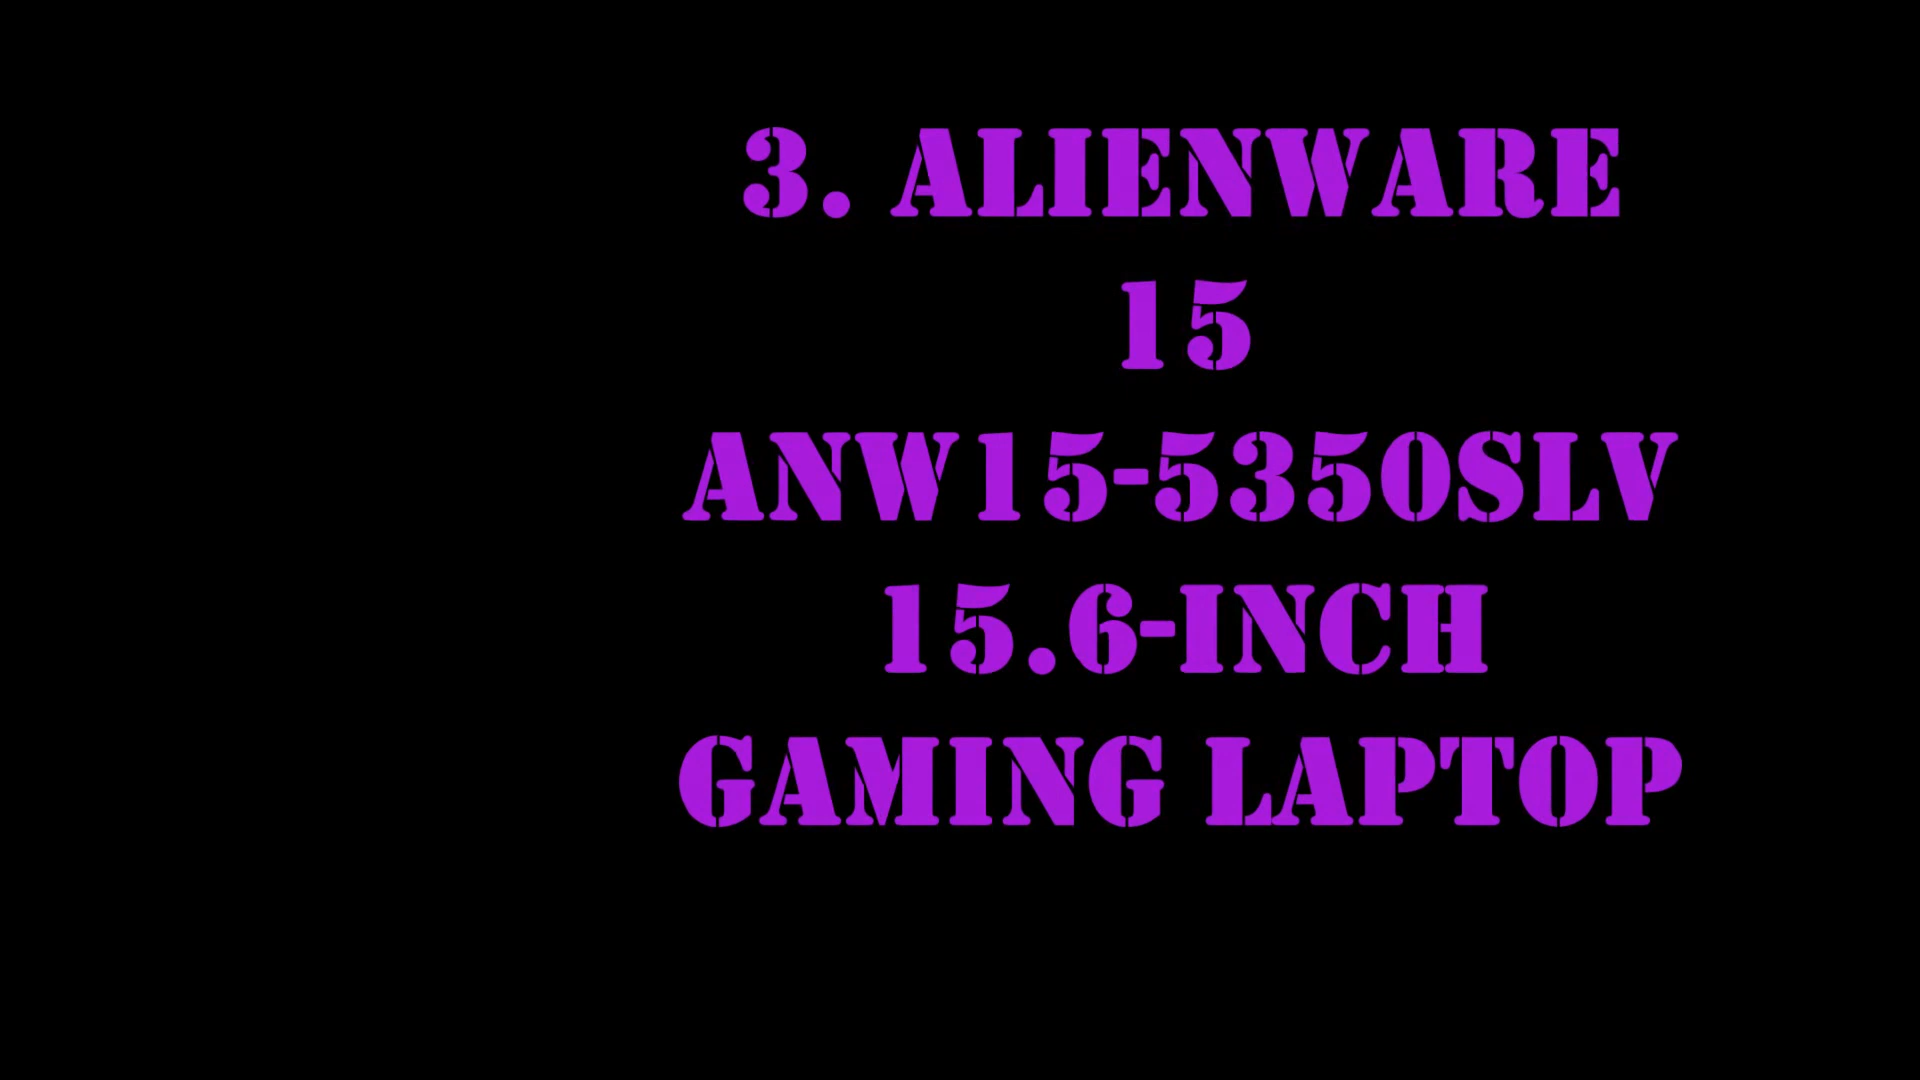 3. ALIENWARE
15
ANW15-5350SLV
15.6-INCH
GAMING LAPTOP